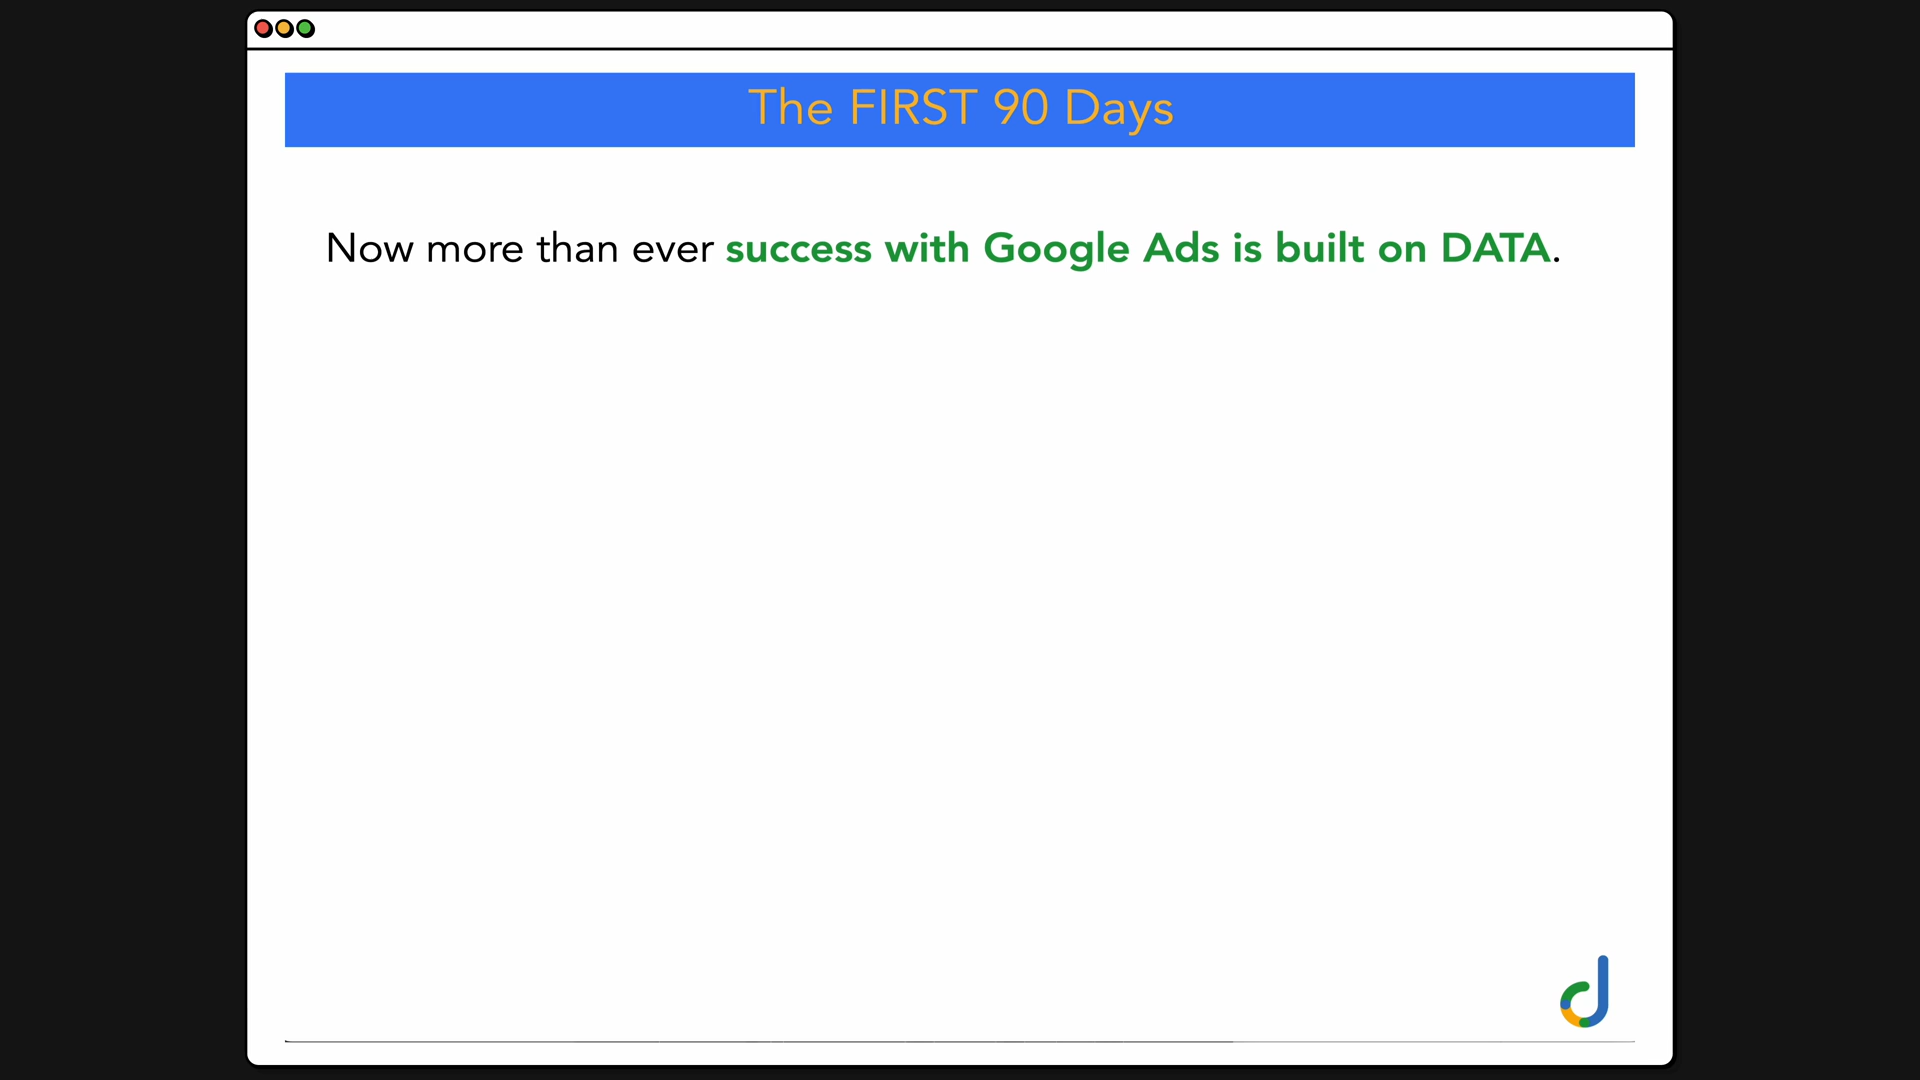 The FIRST 90 Days
Now more than ever success with Google Ads is built on DATA.